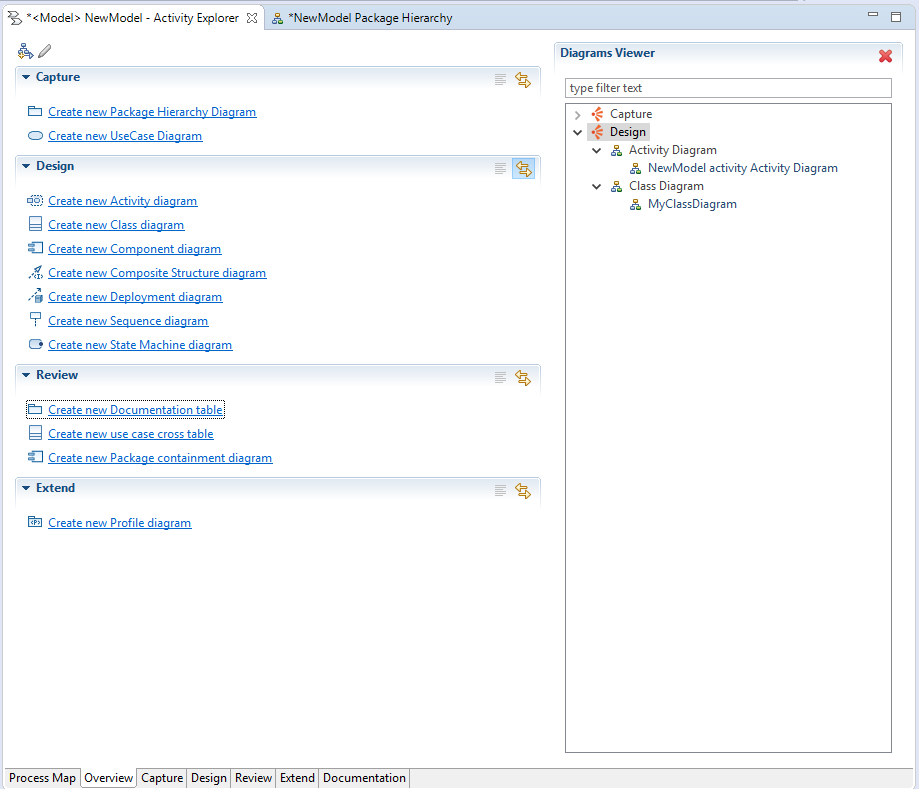 *<Model> NewModel - Activity Explorer
*NewModel Package Hierarchy
Capture
Create new Package Hierarchy Diagram
Create new UseCase Diagram
Design
Create new Activity diagram
Create new Class diagram
Create new Component diagram
Create new Composite Structure diagram
Create new Deployment diagram
Create new Sequence diagram
Create new State Machine diagram
Review
Create new Documentation table
Create new use case cross table
Create new Package containment diagram
Extend
Create new Profile diagram
Diagrams Viewer
type filter text
Capture
Design
Activity Diagram
NewModel activity Activity Diagram
Class Diagram
MyClassDiagram
Process Map Overview Capture Design Review Extend Documentation